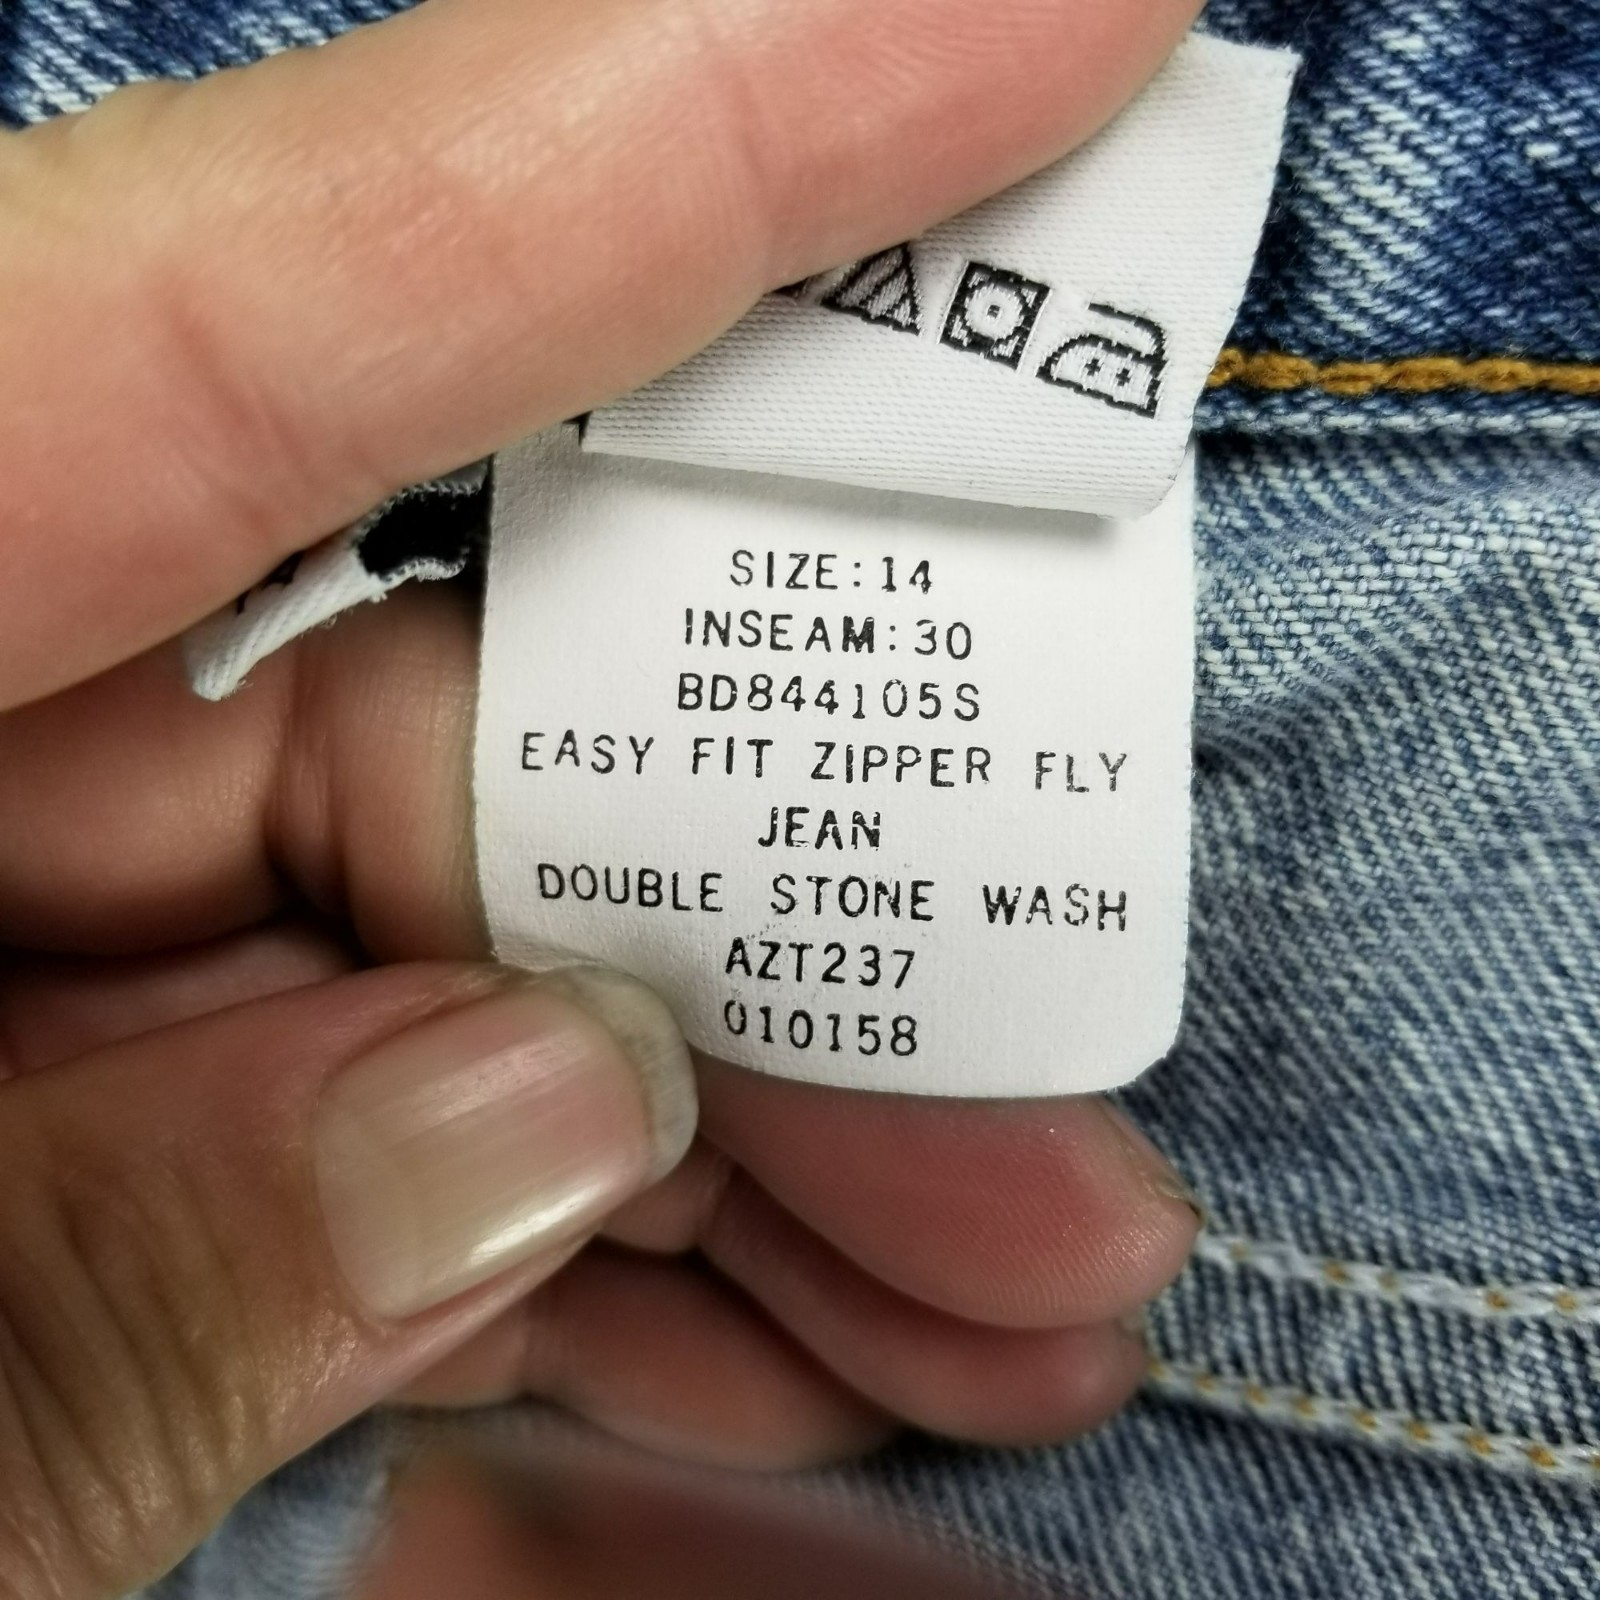 SIZE:14
INSEAM:30
BD844105S
EASY FIT ZIPPER FLY
JEAN
DOUBLE STONE WASH
AZT237
010158